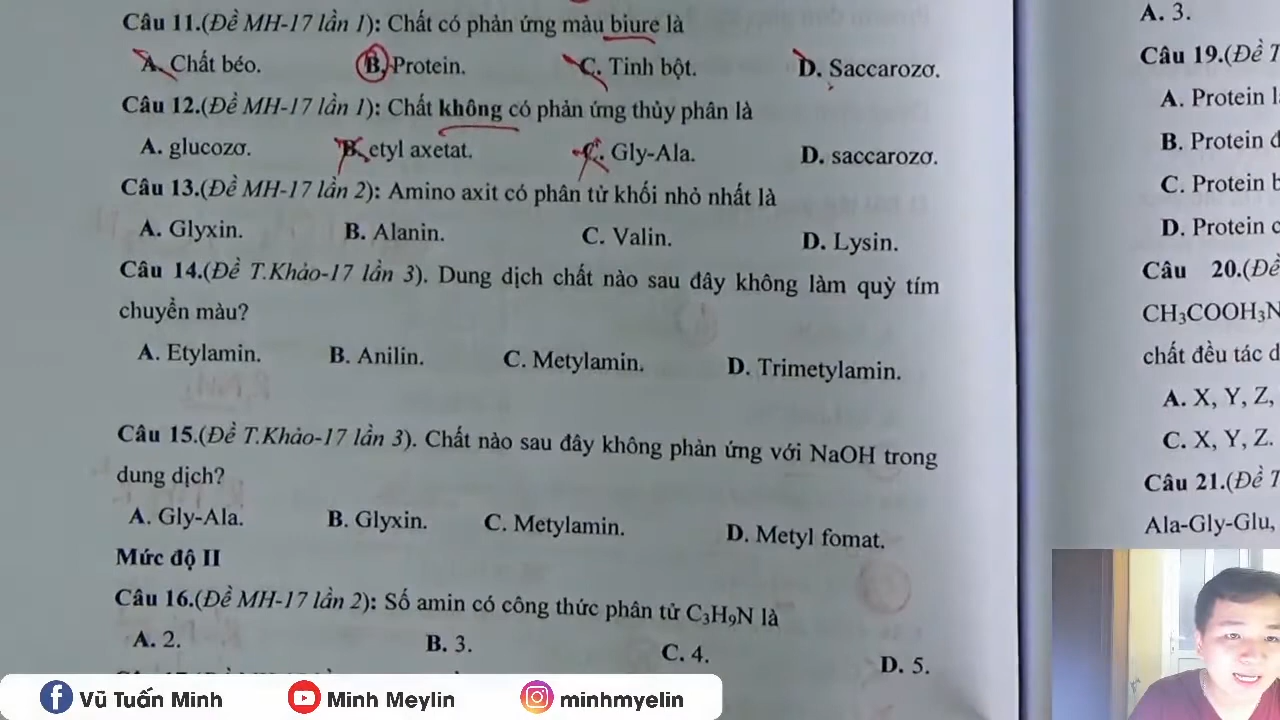 Câu 11.(Đề MH-17 lần 1): Chất có phản ứng màu biure là
A. Chất béo. B. Protein. C. Tinh bột. D. Saccarozơ.
Câu 12.(Đề MH-17 lần 1): Chất không có phản ứng thủy phân là
A. glucozơ. B. etyl axetat. C. Gly-Ala. D. saccarozơ.
Câu 13.(Đề MH-17 lần 2): Amino axit có phân tử khối nhỏ nhất là
A. Glyxin. B. Alanin. C. Valin. D. Lysin.
Câu 14.(Đề T.Khảo-17 lần 3). Dung dịch chất nào sau đây không làm quỳ tím
chuyển màu?
A. Etylamin. B. Anilin. C. Metylamin. D. Trimetylamin.
Câu 15.(Đề T.Khảo-17 lần 3). Chất nào sau đây không phản ứng với NaOH trong
dung dịch?
A. Gly-Ala. B. Glyxin. C. Metylamin. D. Metyl fomat.
Mức độ II
Câu 16.(Đề MH-17 lần 2): Số amin có công thức phân tử C₃H₉N là
A. 2. B. 3. C. 4. D. 5.
A. 3.
Câu 19.(Đề
A. Protein
B. Protein
C. Protein
D. Protein
Câu 20.(Đề
CH₃COOH₃N
chất đều tác
A. X, Y, Z,
C. X, Y, Z.
Câu 21.(Đề
Ala-Gly-Glu,
Vũ Tuấn Minh Minh Meylin minhmyelin